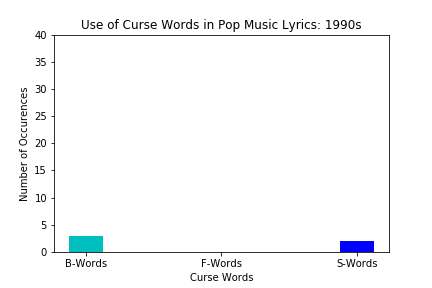 Use of Curse Words in Pop Music Lyrics: 1990s
40
35
30
25
20
15
10
5
0
Number of Occurences
B-Words F-Words S-Words
Curse Words